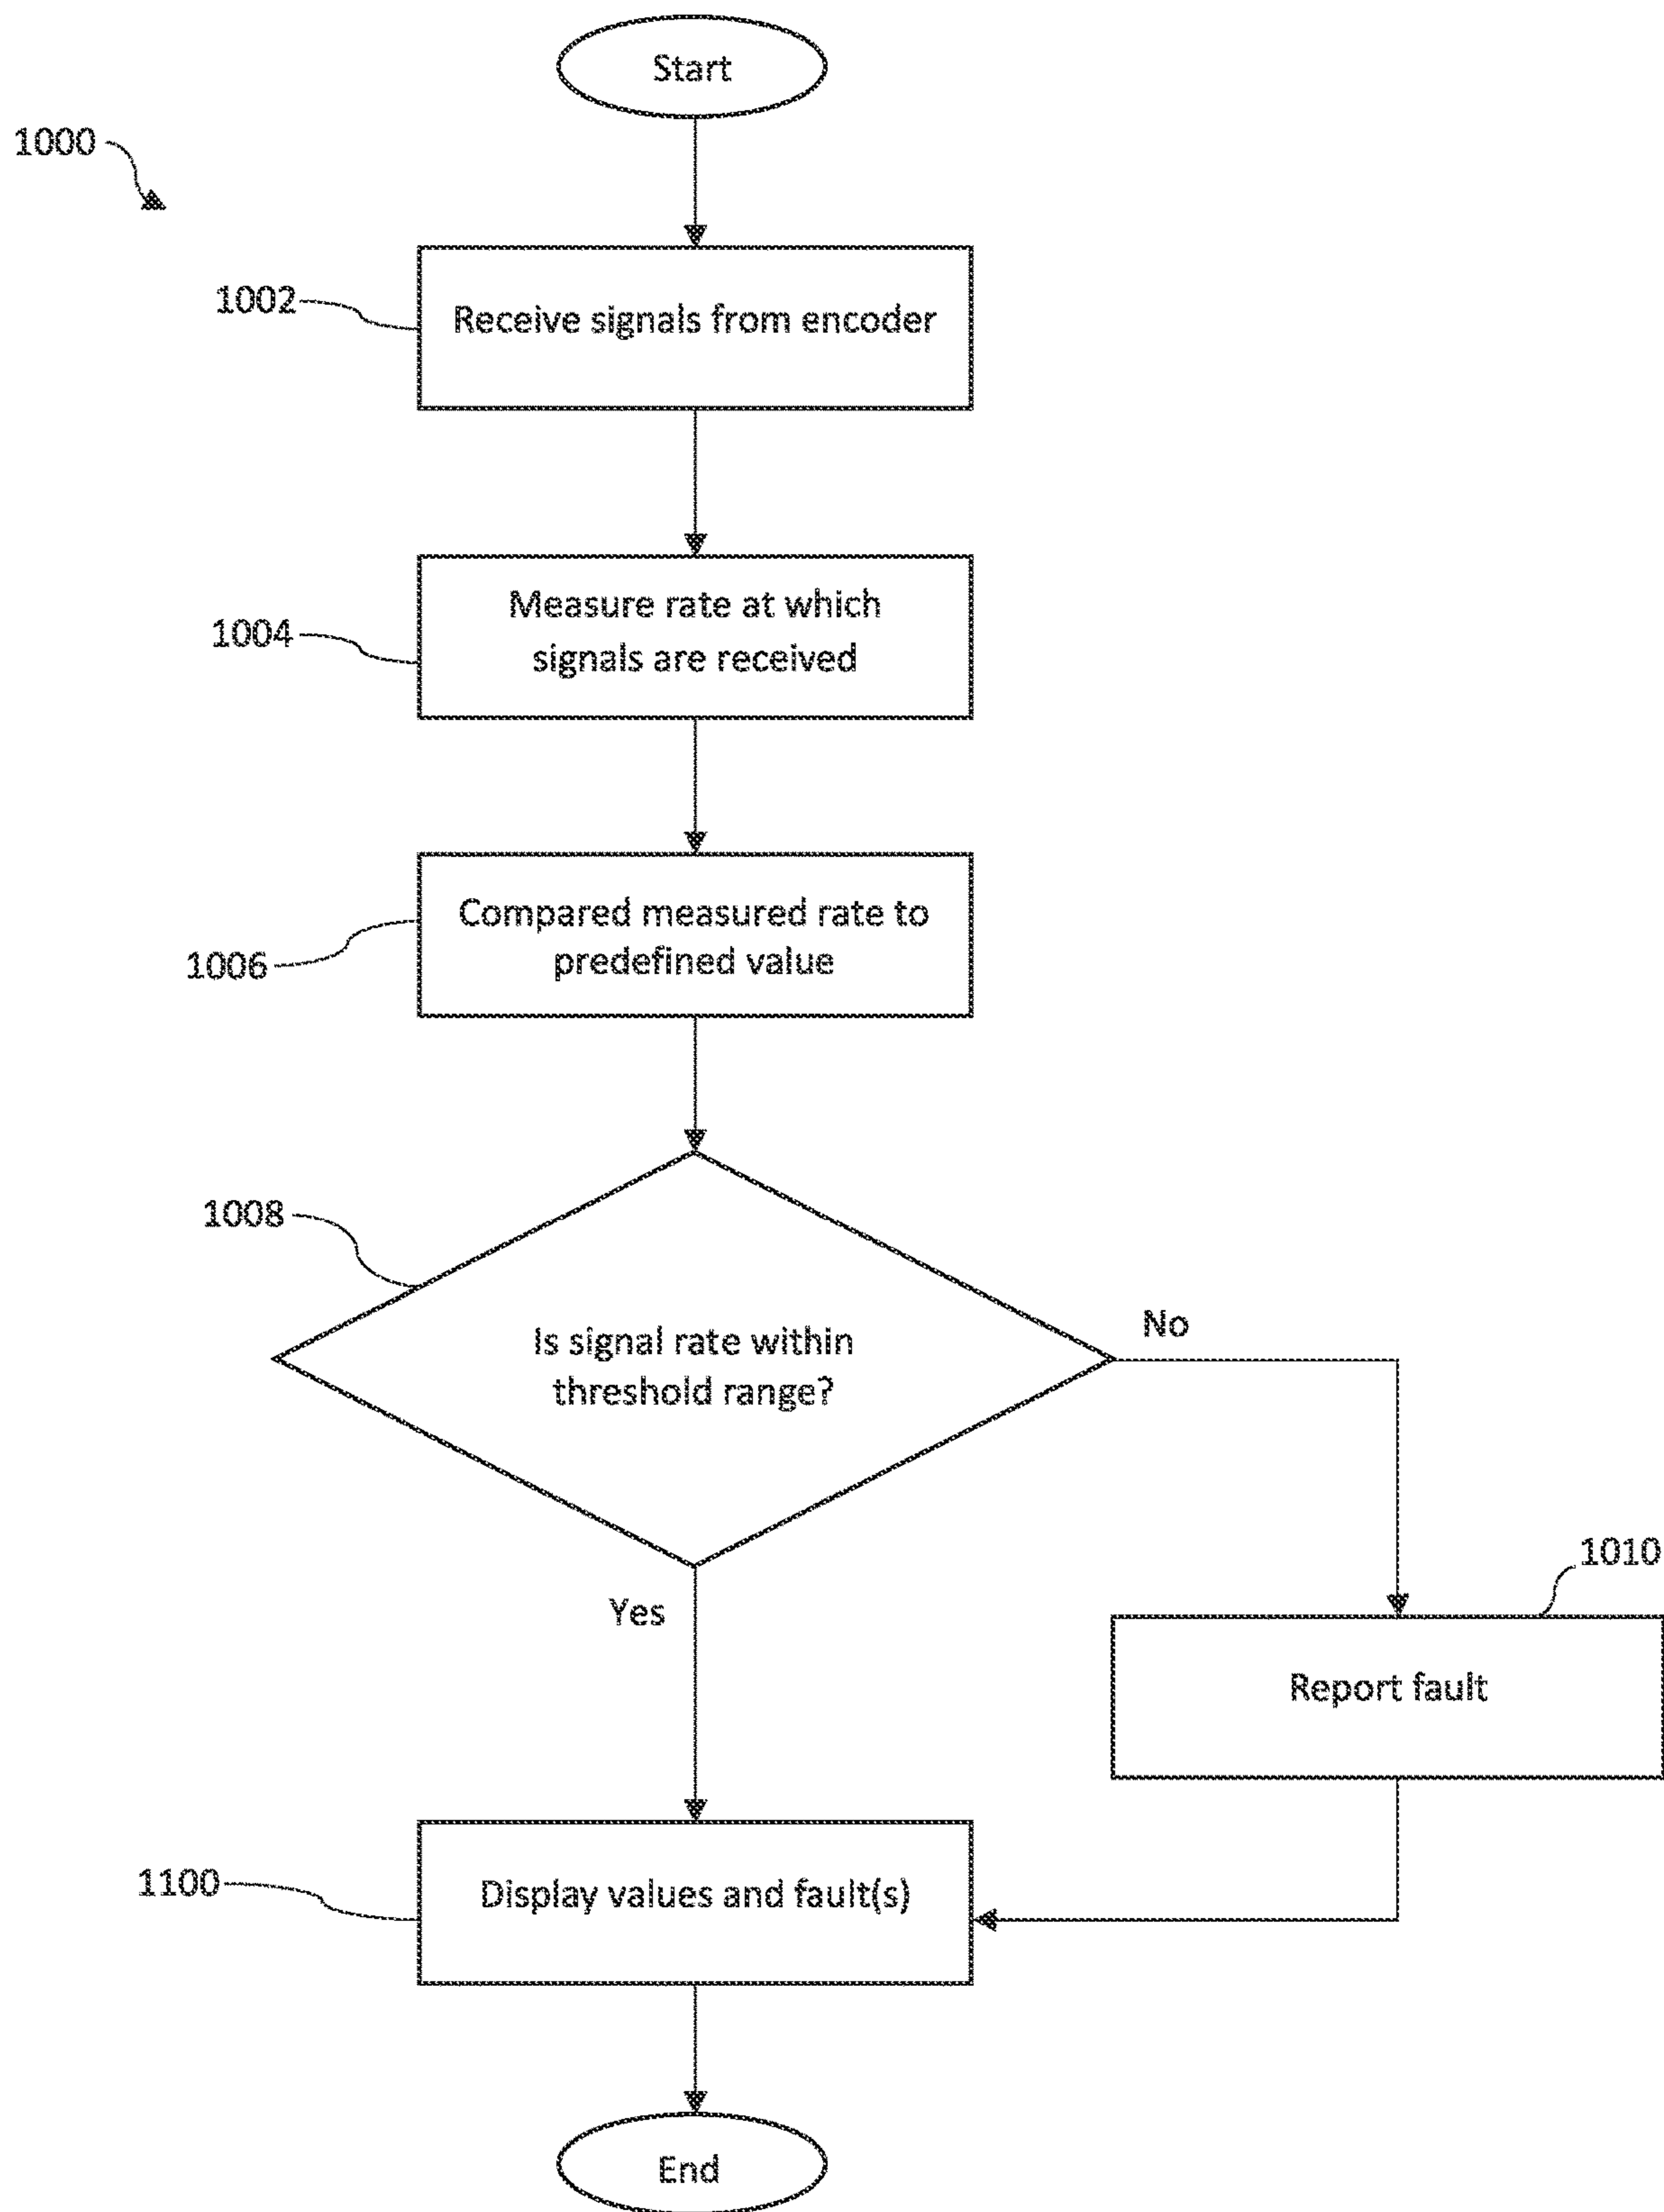 Start
1000
1002
Receive signals from encoder
1004
Measure rate at which
signals are received
1006
Compared measured rate to
predefined value
1008
Is signal rate within
threshold range?
No
Yes
1010
Report fault
1100
Display values and fault(s)
End